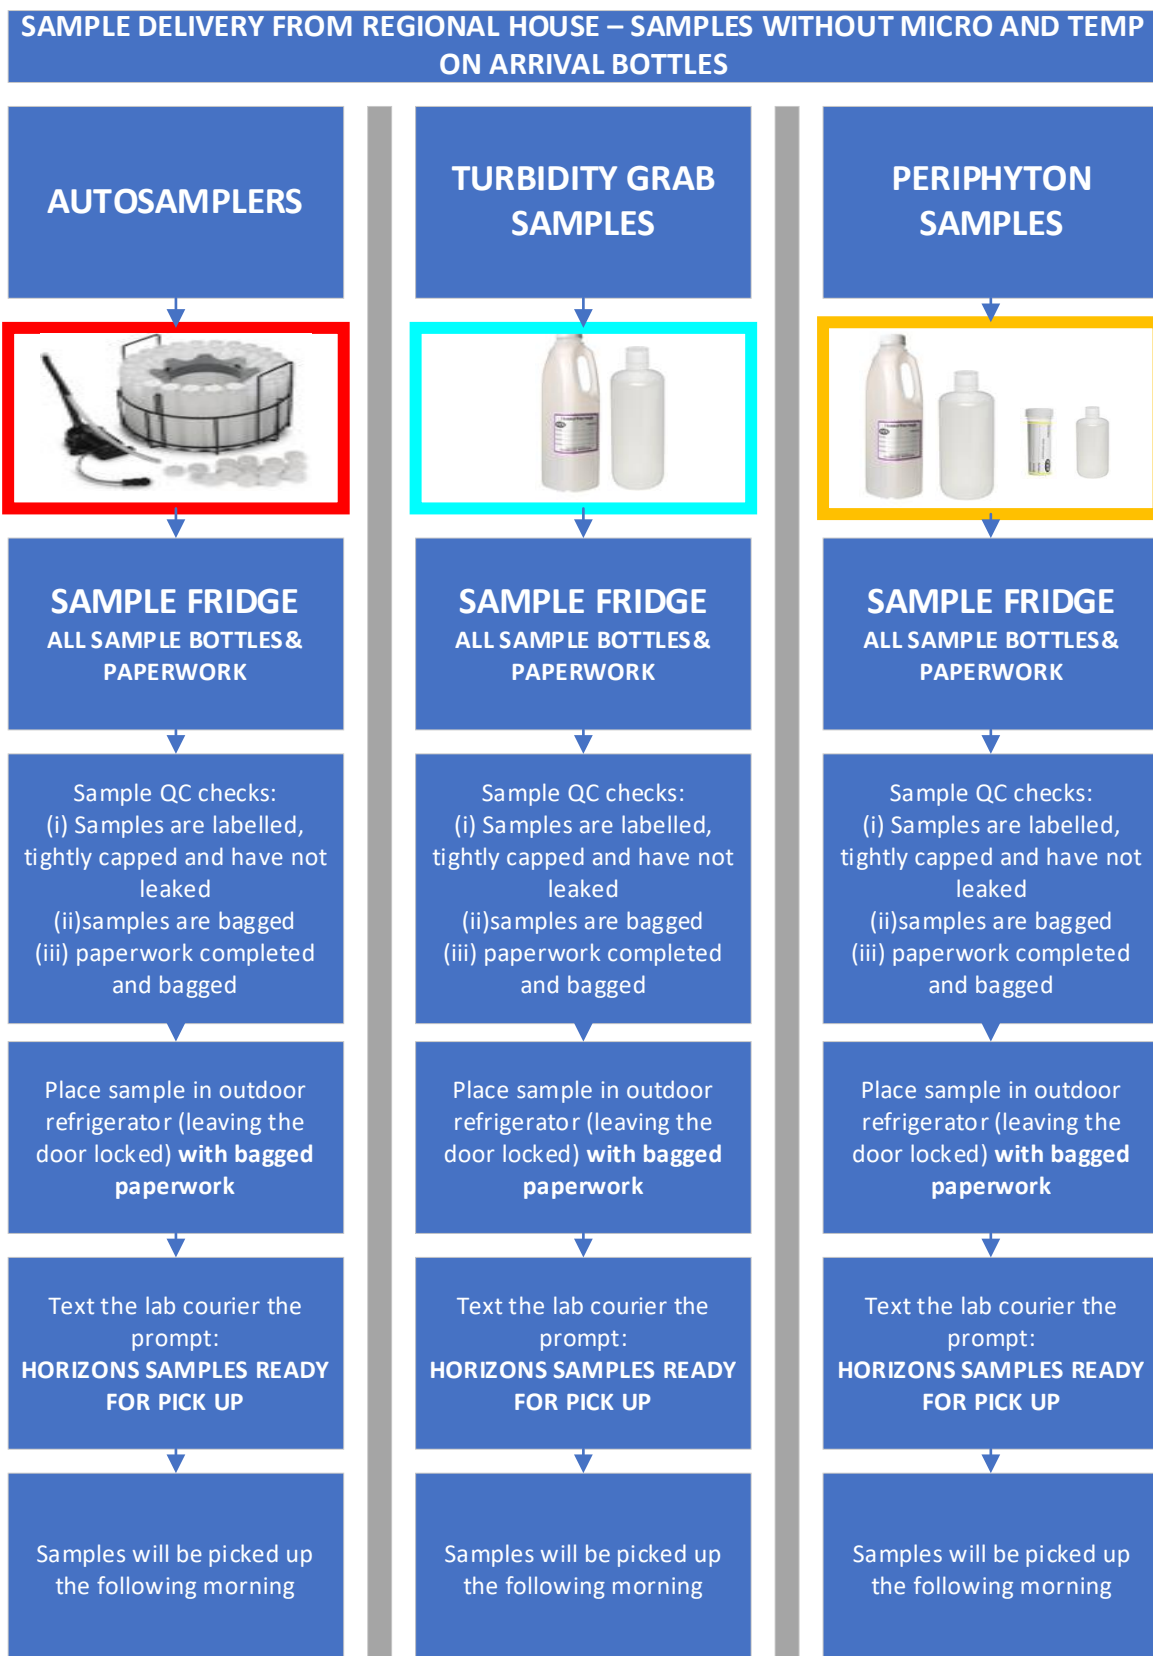 SAMPLE DELIVERY FROM REGIONAL HOUSE – SAMPLES WITHOUT MICRO AND TEMP
ON ARRIVAL BOTTLES
AUTOSAMPLERS
SAMPLE FRIDGE
ALL SAMPLE BOTTLES&
PAPERWORK
Sample QC checks:
(i) Samples are labelled,
tightly capped and have not
leaked
(ii)samples are bagged
(iii) paperwork completed
and bagged
Place sample in outdoor
refrigerator (leaving the
door locked) with bagged
paperwork
Text the lab courier the
prompt:
HORIZONS SAMPLES READY
FOR PICK UP
Samples will be picked up
the following morning
TURBIDITY GRAB
SAMPLES
SAMPLE FRIDGE
ALL SAMPLE BOTTLES&
PAPERWORK
Sample QC checks:
(i) Samples are labelled,
tightly capped and have not
leaked
(ii)samples are bagged
(iii) paperwork completed
and bagged
Place sample in outdoor
refrigerator (leaving the
door locked) with bagged
paperwork
Text the lab courier the
prompt:
HORIZONS SAMPLES READY
FOR PICK UP
Samples will be picked up
the following morning
PERIPHYTON
SAMPLES
SAMPLE FRIDGE
ALL SAMPLE BOTTLES&
PAPERWORK
Sample QC checks:
(i) Samples are labelled,
tightly capped and have not
leaked
(ii)samples are bagged
(iii) paperwork completed
and bagged
Place sample in outdoor
refrigerator (leaving the
door locked) with bagged
paperwork
Text the lab courier the
prompt:
HORIZONS SAMPLES READY
FOR PICK UP
Samples will be picked up
the following morning